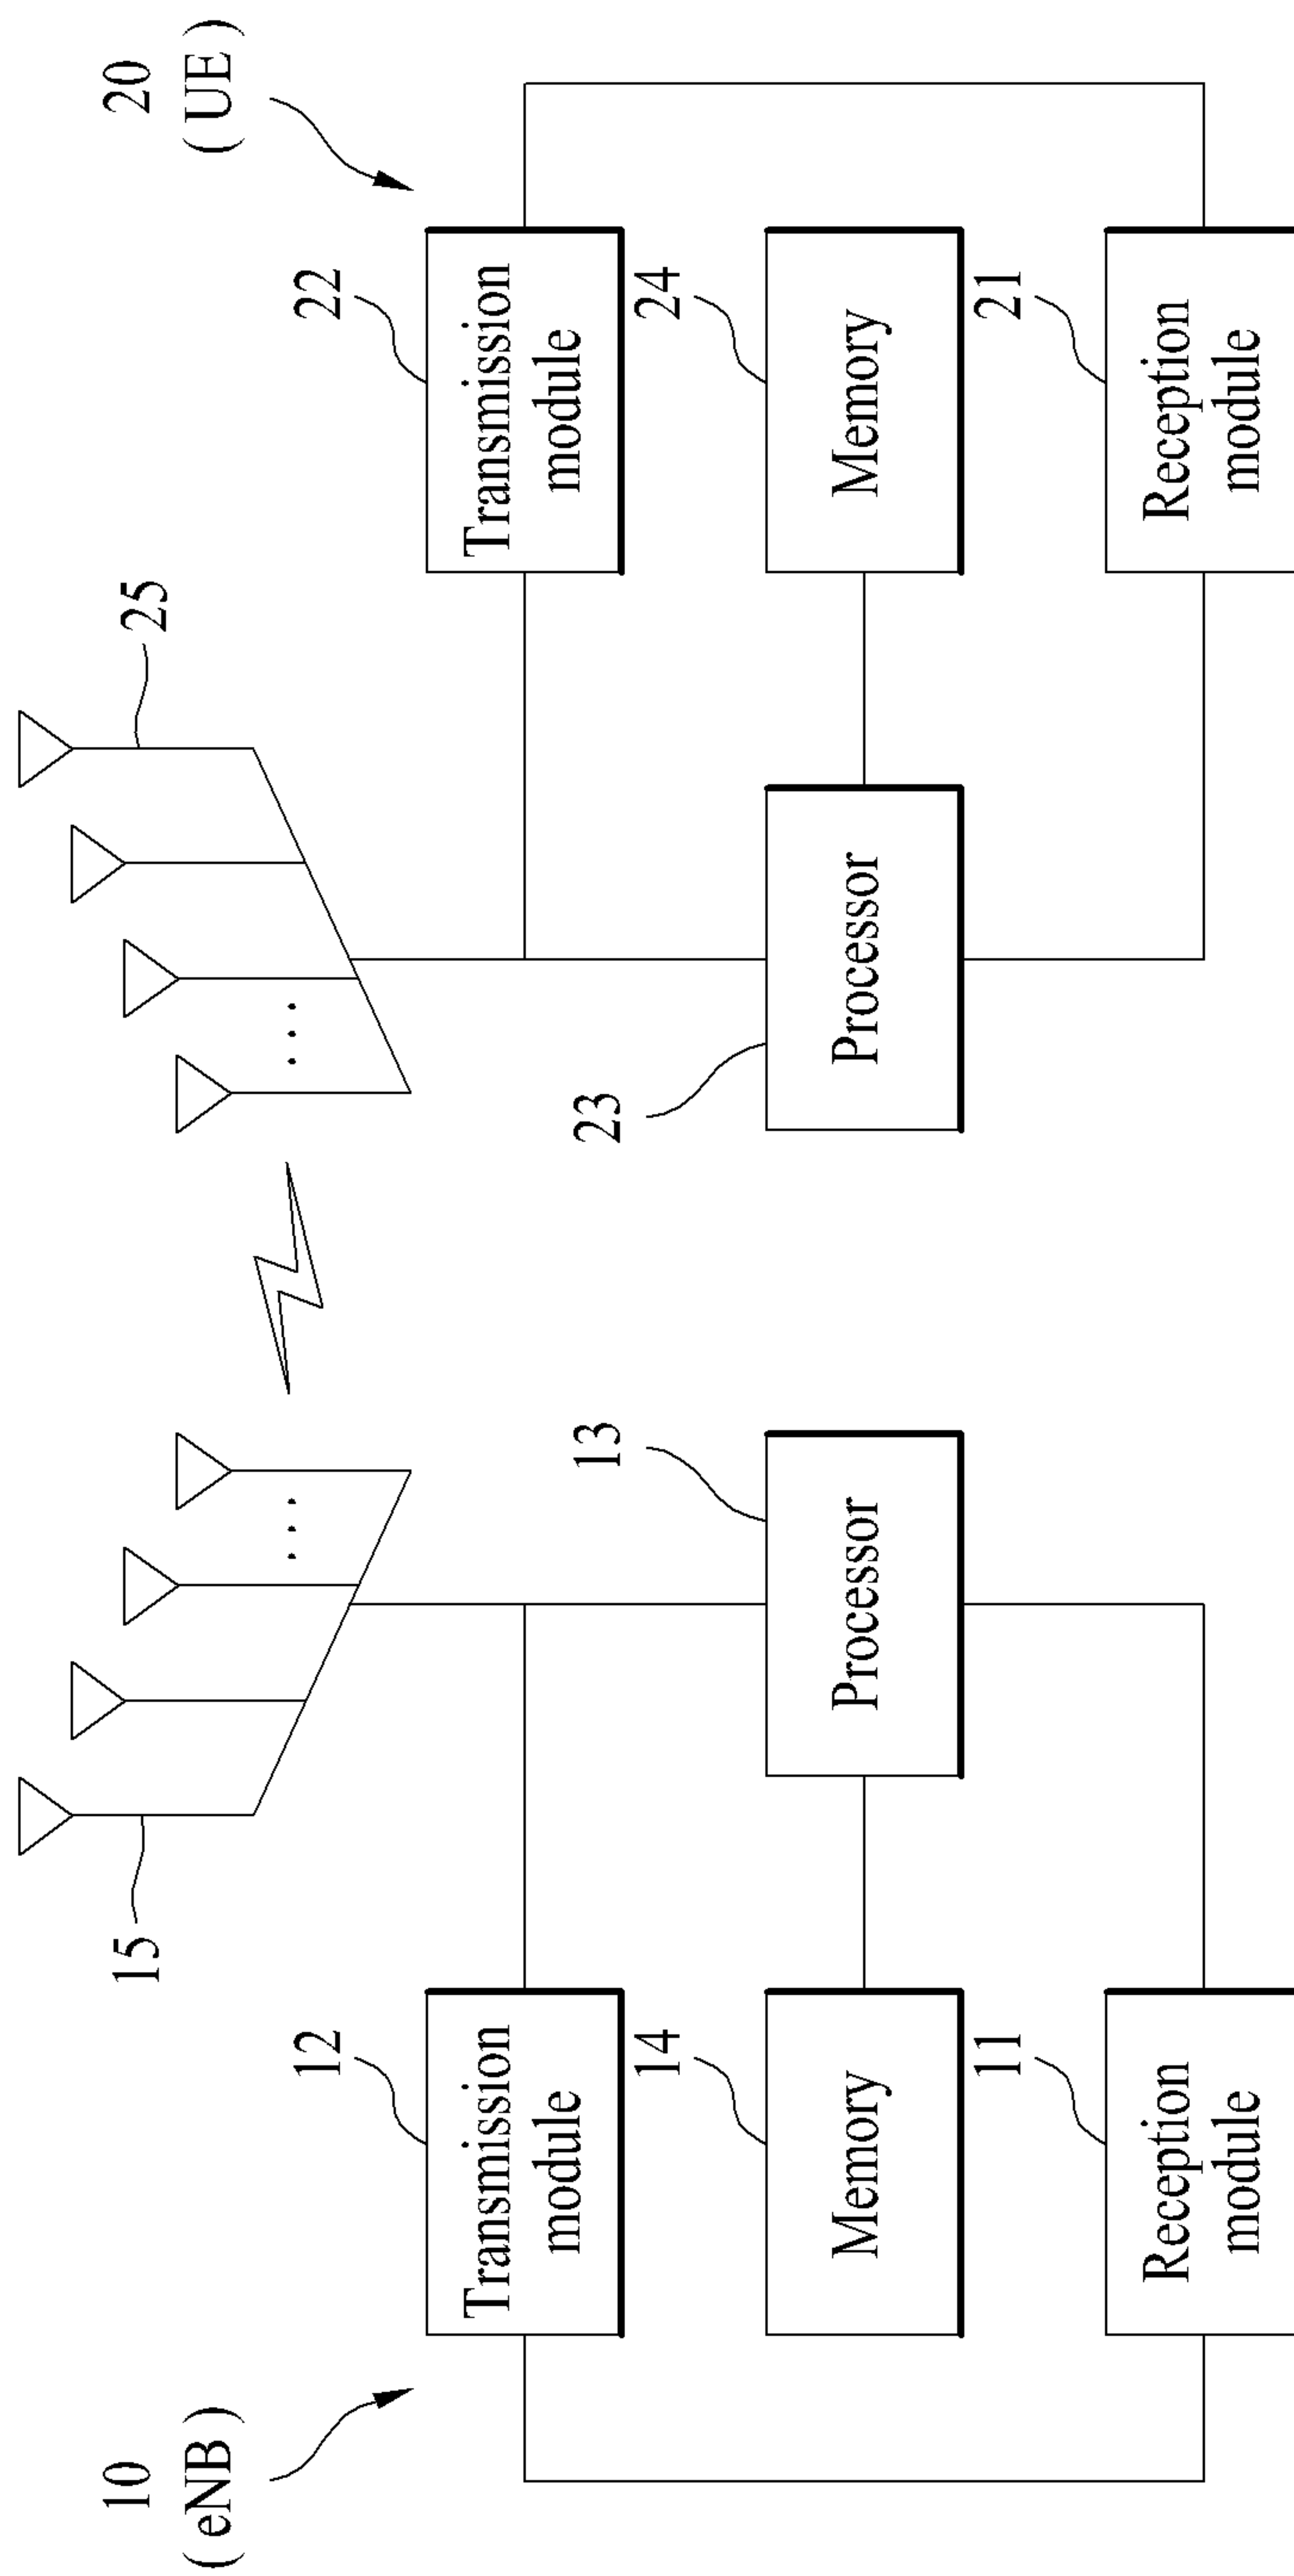 10
( eNB )
20
( UE )
15
25
12
Transmission
module
22
Transmission
module
13
23
14
Memory
Processor
Processor
24
Memory
11
Reception
module
21
Reception
module